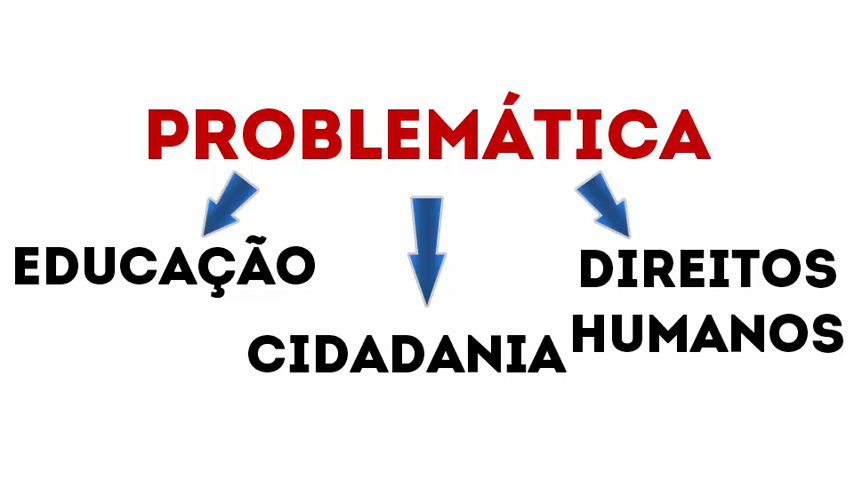 PROBLEMÁTICA
EDUCAÇÃO
CIDADANIA
DIREITOS
HUMANOS